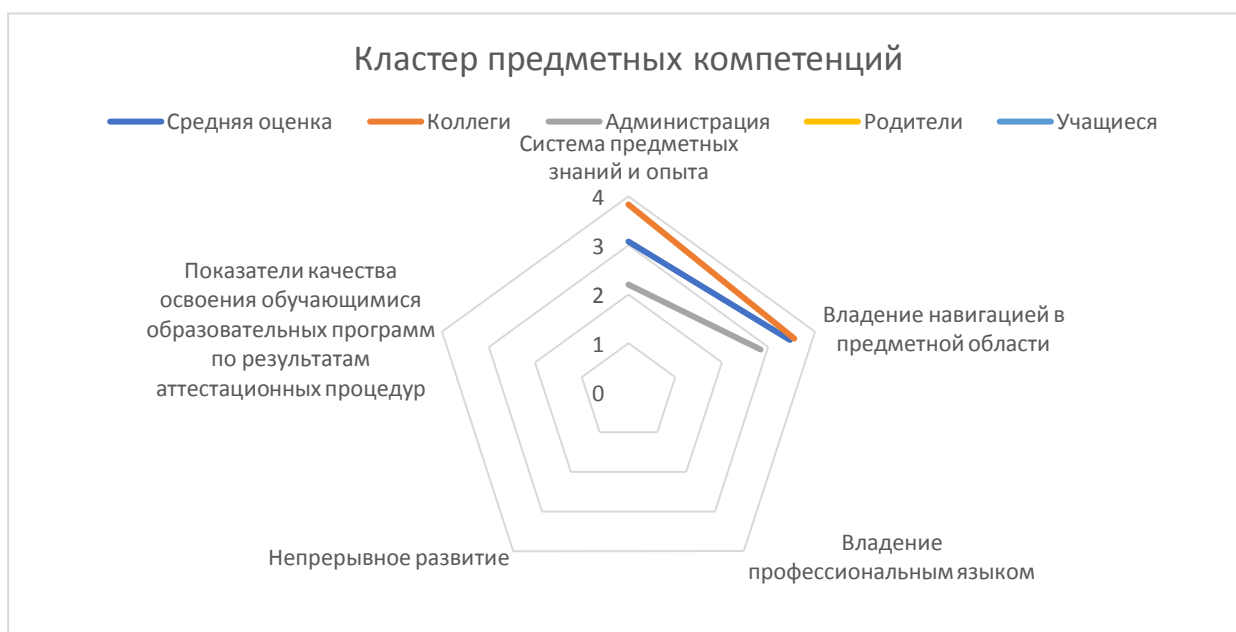 Кластер предметных компетенций
Средняя оценка Коллеги Администрация Родители Учащиеся
Система предметных
знаний и опыта
4
3
2
1
0
Владение навигацией в
предметной области
Владение
профессиональным языком
Непрерывное развитие
Показатели качества
освоения обучающимися
образовательных программ
по результатам
аттестационных процедур